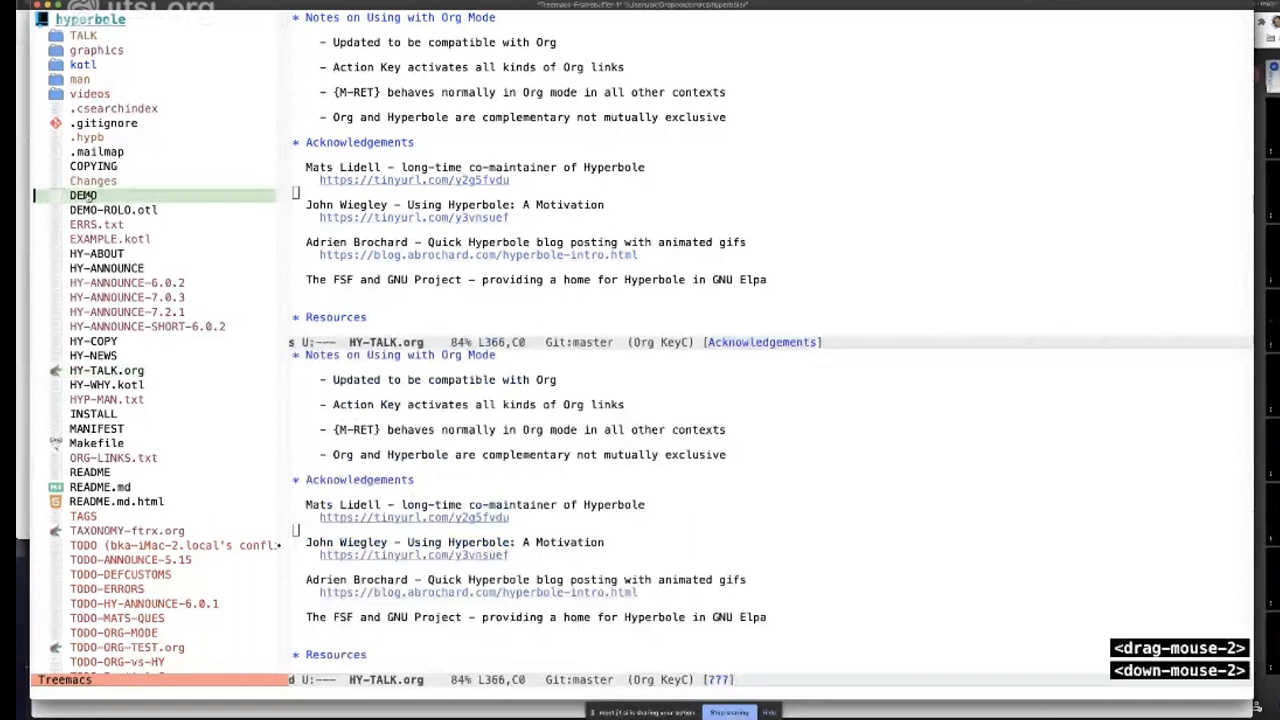 hyperbole
TALK
graphics
kotl
man
videos
.csearchindex
.gitignore
.hypb
.mailmap
COPYING
Changes
DEMO
DEMO-ROLO.otl
ERRS.txt
EXAMPLE.kotl
HY-ABOUT
HY-ANNOUNCE
HY-ANNOUNCE-6.0.2
HY-ANNOUNCE-7.0.3
HY-ANNOUNCE-7.2.1
HY-ANNOUNCE-SHORT-6.0.2
HY-COPY
HY-NEWS
HY-TALK.org
HY-WHY.kotl
HYP-MAN.txt
INSTALL
MANIFEST
Makefile
ORG-LINKS.txt
README
README.md
README.md.html
TAGS
TAXONOMY-ftrx.org
TODO (bka-iMac-2.local's confl
TODO-ANNOUNCE-5.15
TODO-DEFCUSTOMS
TODO-ERRORS
TODO-HY-ANNOUNCE-6.0.1
TODO-MATS-QUES
TODO-ORG-MODE
TODO-ORG-TEST.org
TODO-ORG-vs-HY
Treemacs
* Notes on Using with Org Mode
- Updated to be compatible with Org
- Action Key activates all kinds of Org links
- {M-RET} behaves normally in Org mode in all other contexts
- Org and Hyperbole are complementary not mutually exclusive
* Acknowledgements
Mats Lidell - long-time co-maintainer of Hyperbole
https://tinyurl.com/y2g5fvdu
John Wiegley - Using Hyperbole: A Motivation
https://tinyurl.com/y3vnsuef
Adrien Brochard - Quick Hyperbole blog posting with animated gifs
https://blog.abrochard.com/hyperbole-intro.html
The FSF and GNU Project - providing a home for Hyperbole in GNU Elpa
* Resources
s U:--- HY-TALK.org 84% L366,C0 Git:master (Org KeyC) [Acknowledgements]
* Notes on Using with Org Mode
- Updated to be compatible with Org
- Action Key activates all kinds of Org links
- {M-RET} behaves normally in Org mode in all other contexts
- Org and Hyperbole are complementary not mutually exclusive
* Acknowledgements
Mats Lidell - long-time co-maintainer of Hyperbole
https://tinyurl.com/y2g5fvdu
John Wiegley - Using Hyperbole: A Motivation
https://tinyurl.com/y3vnsuef
Adrien Brochard - Quick Hyperbole blog posting with animated gifs
https://blog.abrochard.com/hyperbole-intro.html
The FSF and GNU Project - providing a home for Hyperbole in GNU Elpa
* Resources
d U:--- HY-TALK.org 84% L366,C0 Git:master (Org KeyC) [???]
<drag-mouse-2>
<down-mouse-2>
meet.jit.si is sharing your screen. Stop sharing Hide